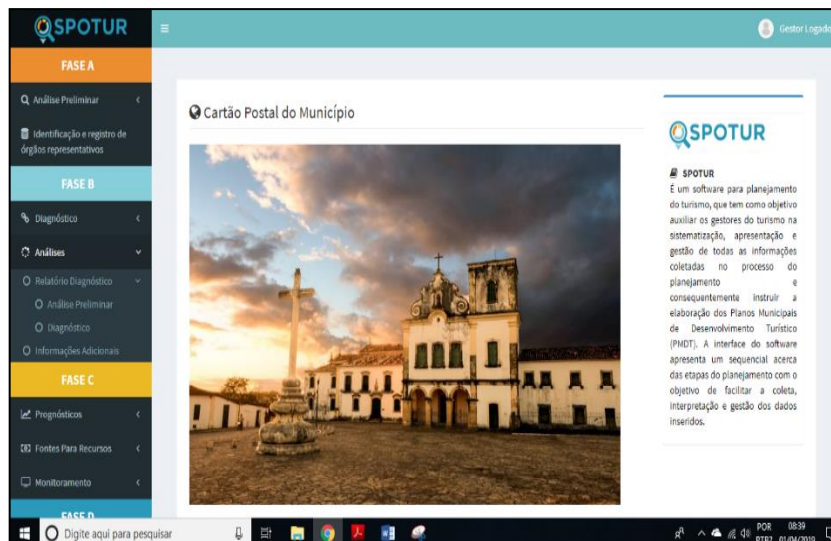 SPOTUR
Gestor Logado
FASE A
Análise Preliminar
Identificação e registro de
órgãos representativos
FASE B
Diagnóstico
Análises
Relatório Diagnóstico
Análise Preliminar
Diagnóstico
Informações Adicionais
FASE C
Prognósticos
Fontes Para Recursos
Monitoramento
FASE D
Cartão Postal do Município
SPOTUR
SPOTUR
É um software para planejamento
do turismo, que tem como objetivo
auxiliar os gestores do turismo na
sistematização, apresentação e
gestão de todas as informações
coletadas no processo do
planejamento e
consequentemente instruir a
elaboração dos Planos Municipais
de Desenvolvimento Turístico
(PMDT). A interface do software
apresenta um sequencial acerca
das etapas do planejamento com o
objetivo de facilitar a coleta,
interpretação e gestão dos dados
inseridos.
Digite aqui para pesquisar
POR 08:39
PTB2 01/04/2019